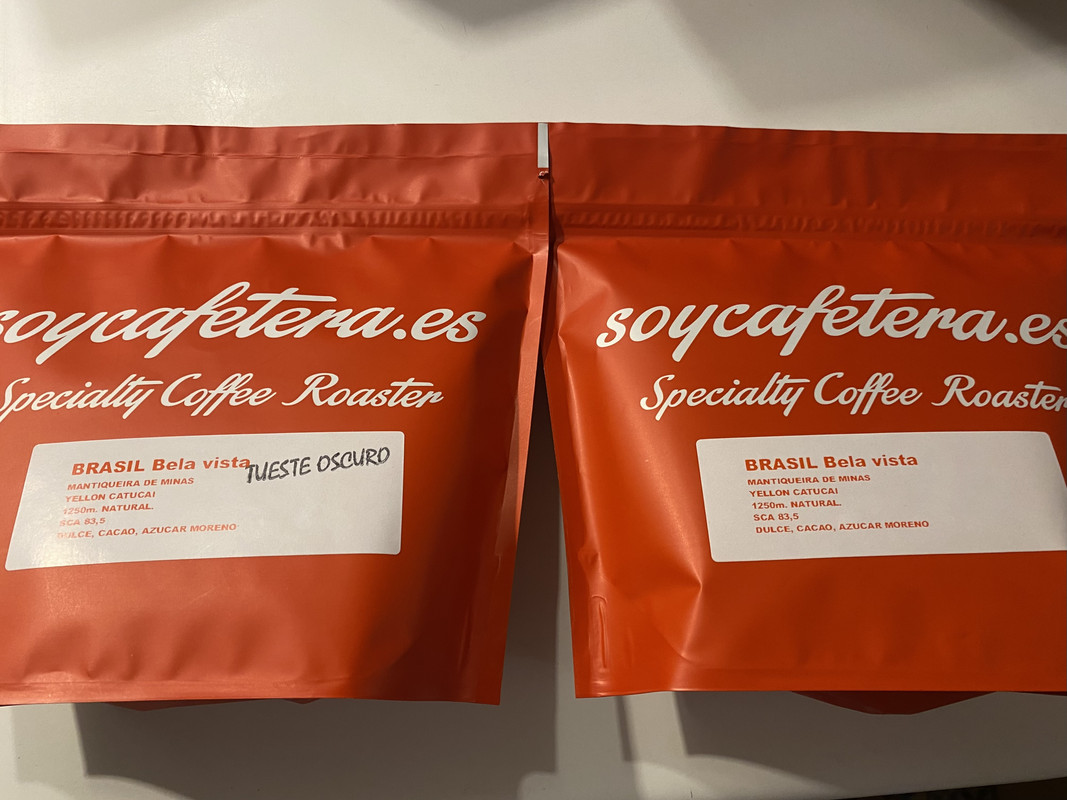 soycafetera.es
Specialty Coffee Roaster
BRASIL Bela vista
TUESTE OSCURO
MANTIQUEIRA DE MINAS
YELLON CATUCAI
1250m. NATURAL.
SCA 83,5
DULCE, CACAO, AZUCAR MORENO
soycafetera.es
Specialty Coffee Roaster
BRASIL Bela vista
MANTIQUEIRA DE MINAS
YELLON CATUCAI
1250m. NATURAL.
SCA 83,5
DULCE, CACAO, AZUCAR MORENO